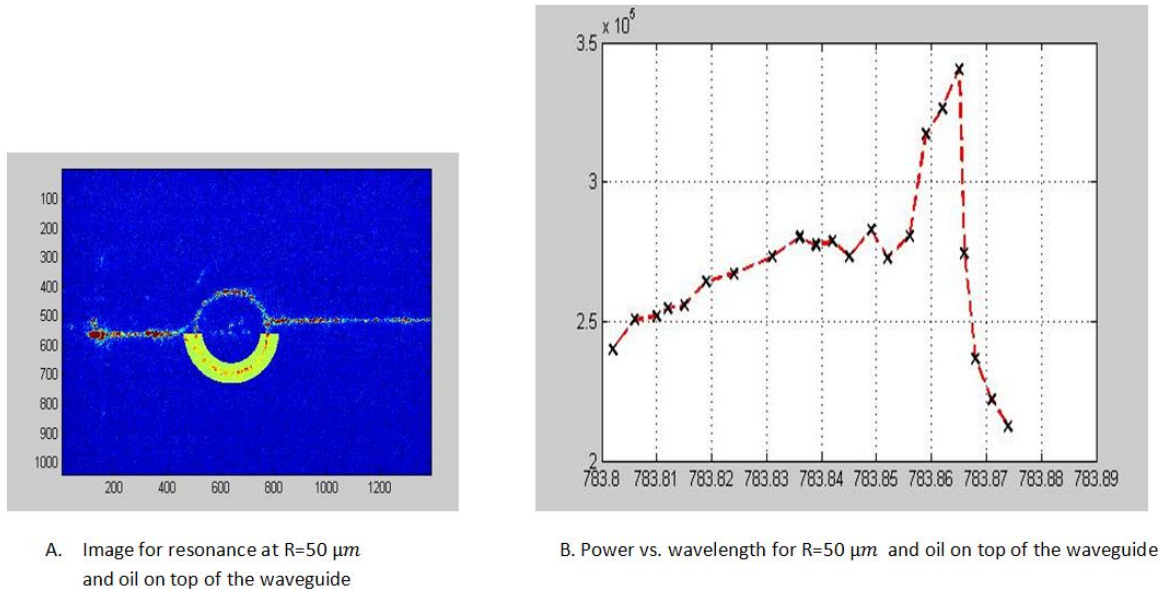 x 10⁵
3.5
3
2.5
2
783.8 783.81 783.82 783.83 783.84 783.85 783.86 783.87 783.88 783.89
100
200
300
400
500
600
700
800
900
1000
200 400 600 800 1000 1200
A. Image for resonance at R=50 μm
and oil on top of the waveguide
B. Power vs. wavelength for R=50 μm and oil on top of the waveguide